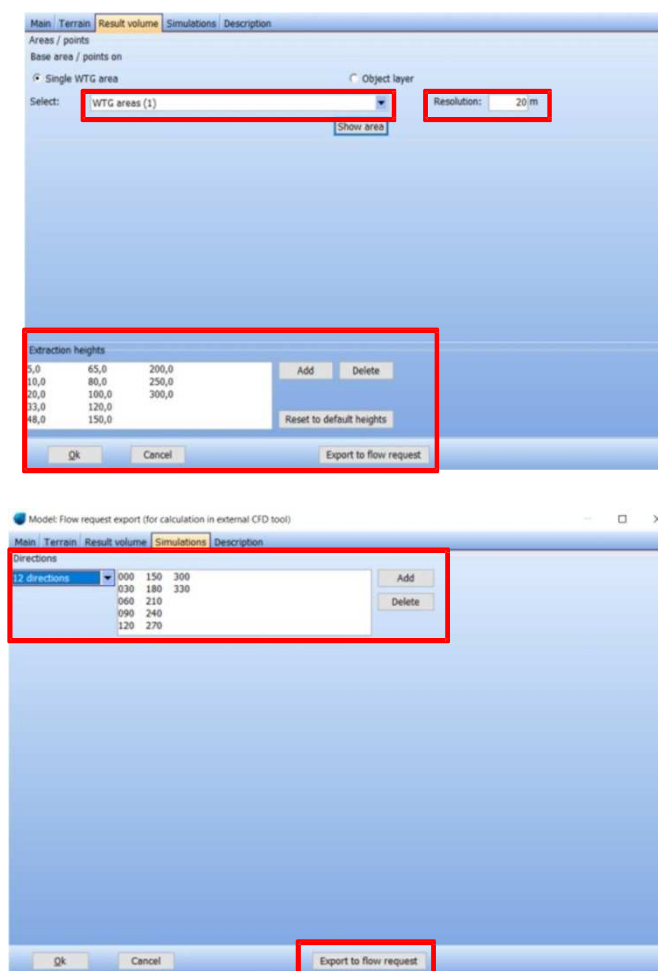 Main Terrain Result volume Simulations Description
Areas / points
Base area / points on
Single WTG area Object layer
Select: WTG areas (1) Resolution: 20 m
Show area
Extraction heights
5,0 65,0 200,0 Add Delete
10,0 80,0 250,0
20,0 100,0 300,0
33,0 120,0
48,0 150,0 Reset to default heights
Ok Cancel Export to flow request
Model: Flow request export (for calculation in external CFD tool)
Main Terrain Result volume Simulations Description
Directions
12 directions 000 150 300 Add
030 180 330
060 210 Delete
090 240
120 270
Ok Cancel Export to flow request